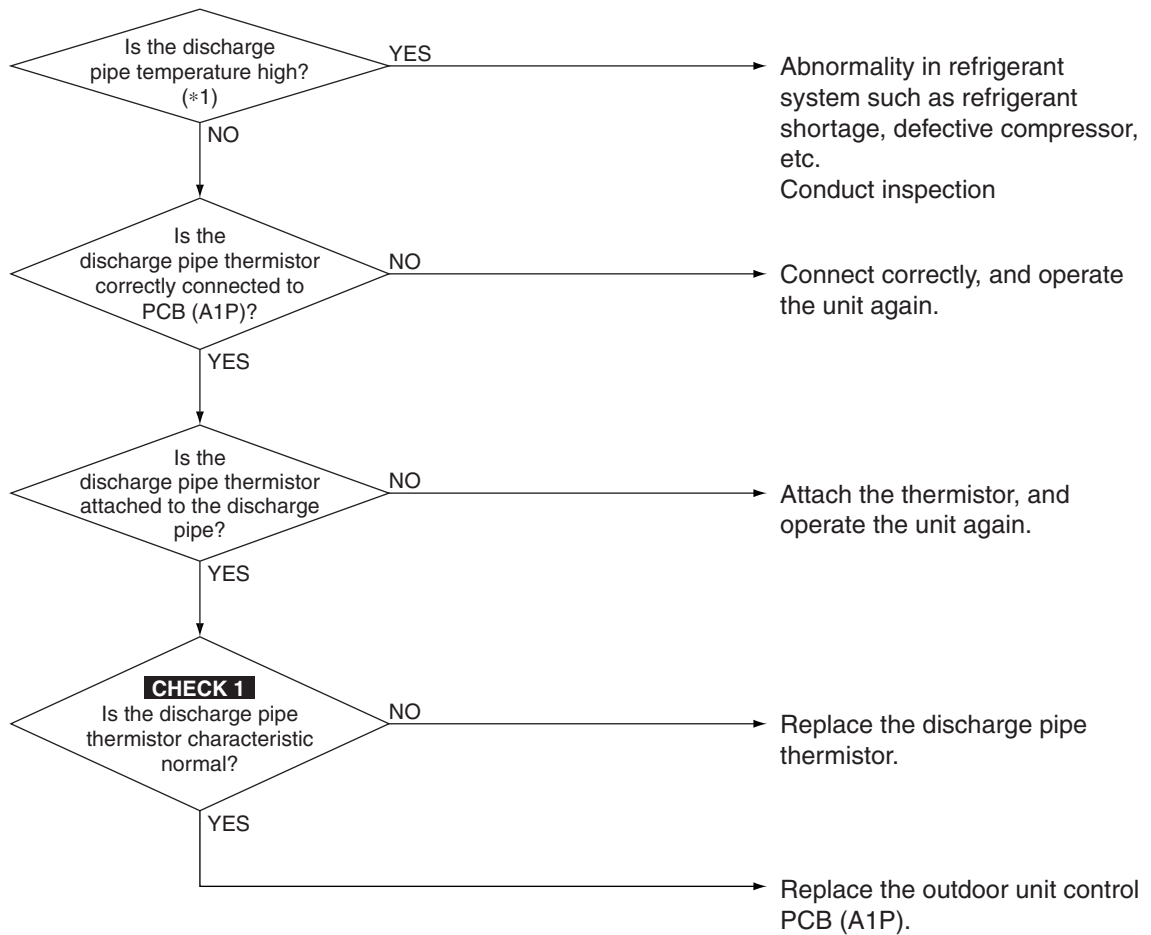 Is the discharge
pipe temperature high?
(*1)
YES
Abnormality in refrigerant
system such as refrigerant
shortage, defective compressor,
etc.
Conduct inspection
NO
Is the
discharge pipe thermistor
correctly connected to
PCB (A1P)?
NO
Connect correctly, and operate
the unit again.
YES
Is the
discharge pipe thermistor
attached to the discharge
pipe?
NO
Attach the thermistor, and
operate the unit again.
YES
CHECK 1
Is the discharge pipe
thermistor characteristic
normal?
NO
Replace the discharge pipe
thermistor.
YES
Replace the outdoor unit control
PCB (A1P).